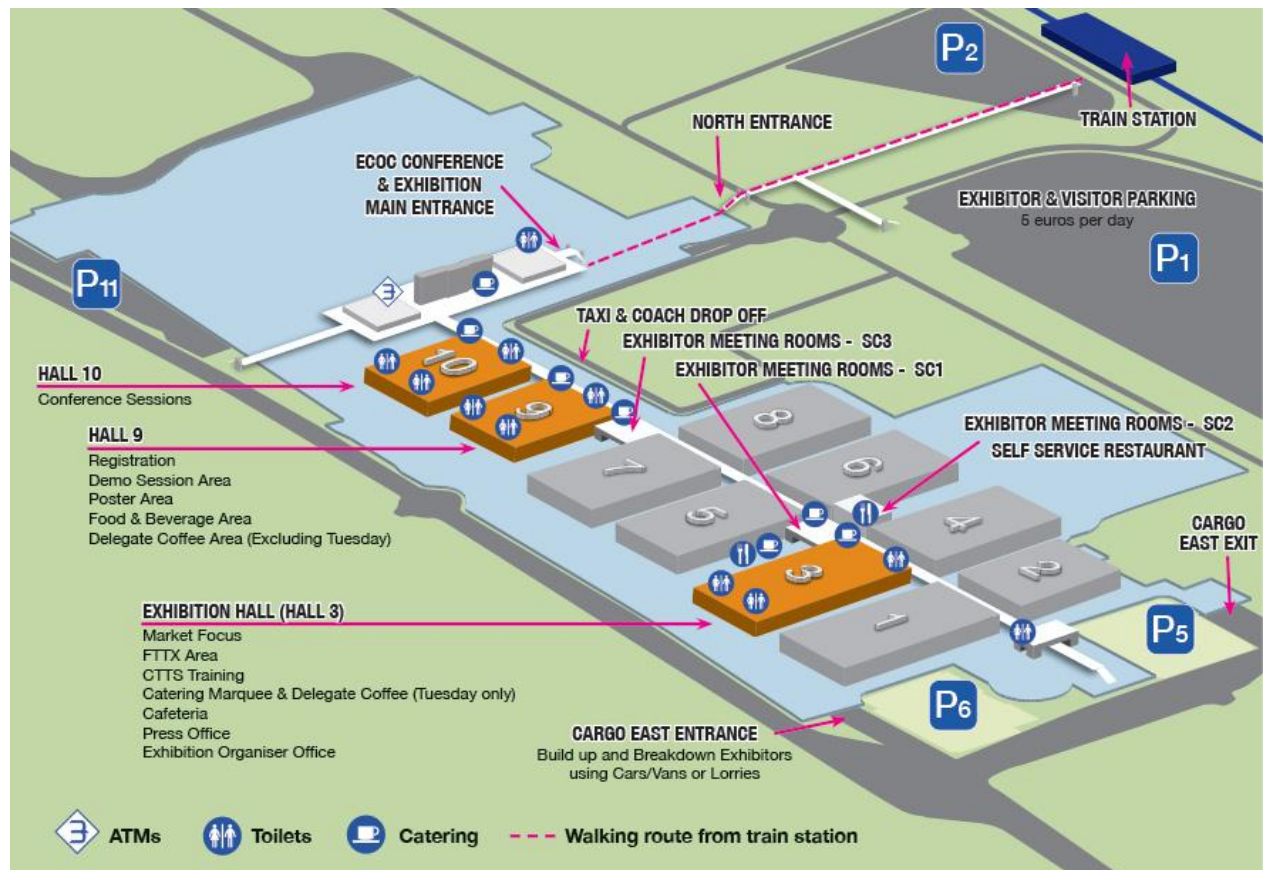 P2
TRAIN STATION
NORTH ENTRANCE
ECOC CONFERENCE
& EXHIBITION
MAIN ENTRANCE
EXHIBITOR & VISITOR PARKING
5 euros per day
P1
P11
TAXI & COACH DROP OFF
EXHIBITOR MEETING ROOMS - SC3
EXHIBITOR MEETING ROOMS - SC1
HALL 10
Conference Sessions
10
9
8
7
6
5
4
3
2
1
EXHIBITOR MEETING ROOMS - SC2
SELF SERVICE RESTAURANT
HALL 9
Registration
Demo Session Area
Poster Area
Food & Beverage Area
Delegate Coffee Area (Excluding Tuesday)
CARGO
EAST EXIT
EXHIBITION HALL (HALL 3)
Market Focus
FTTX Area
CTTS Training
Catering Marquee & Delegate Coffee (Tuesday only)
Cafeteria
Press Office
Exhibition Organiser Office
P5
P6
CARGO EAST ENTRANCE
Build up and Breakdown Exhibitors
using Cars/Vans or Lorries
ATMs
Toilets
Catering
Walking route from train station